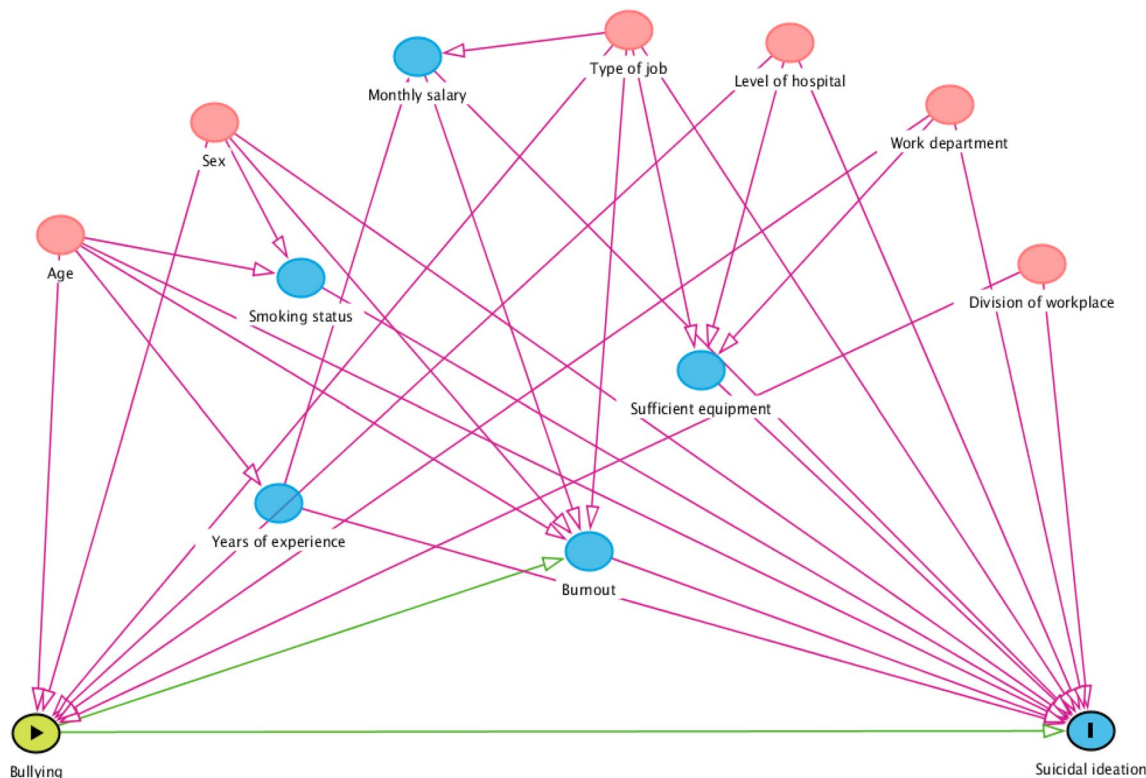 Type of job
Level of hospital
Monthly salary
Work department
Sex
Age
Division of workplace
Smoking status
Sufficient equipment
Years of experience
Burnout
Bullying
Suicidal ideation